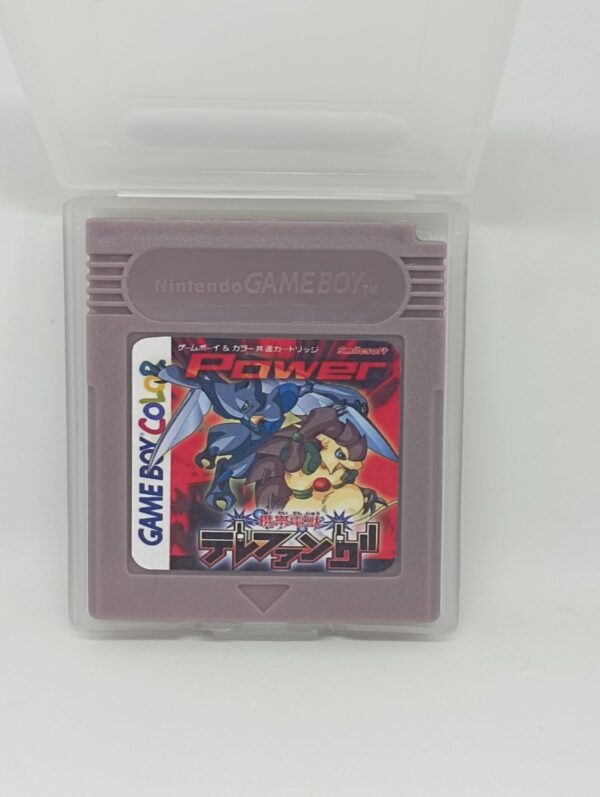 Nintendo GAME BOY TM
ゲームボーイ & カラー共通カートリッジ
Smilesoft
Power
GAME BOY COLOR
携帯電獣
テレファング